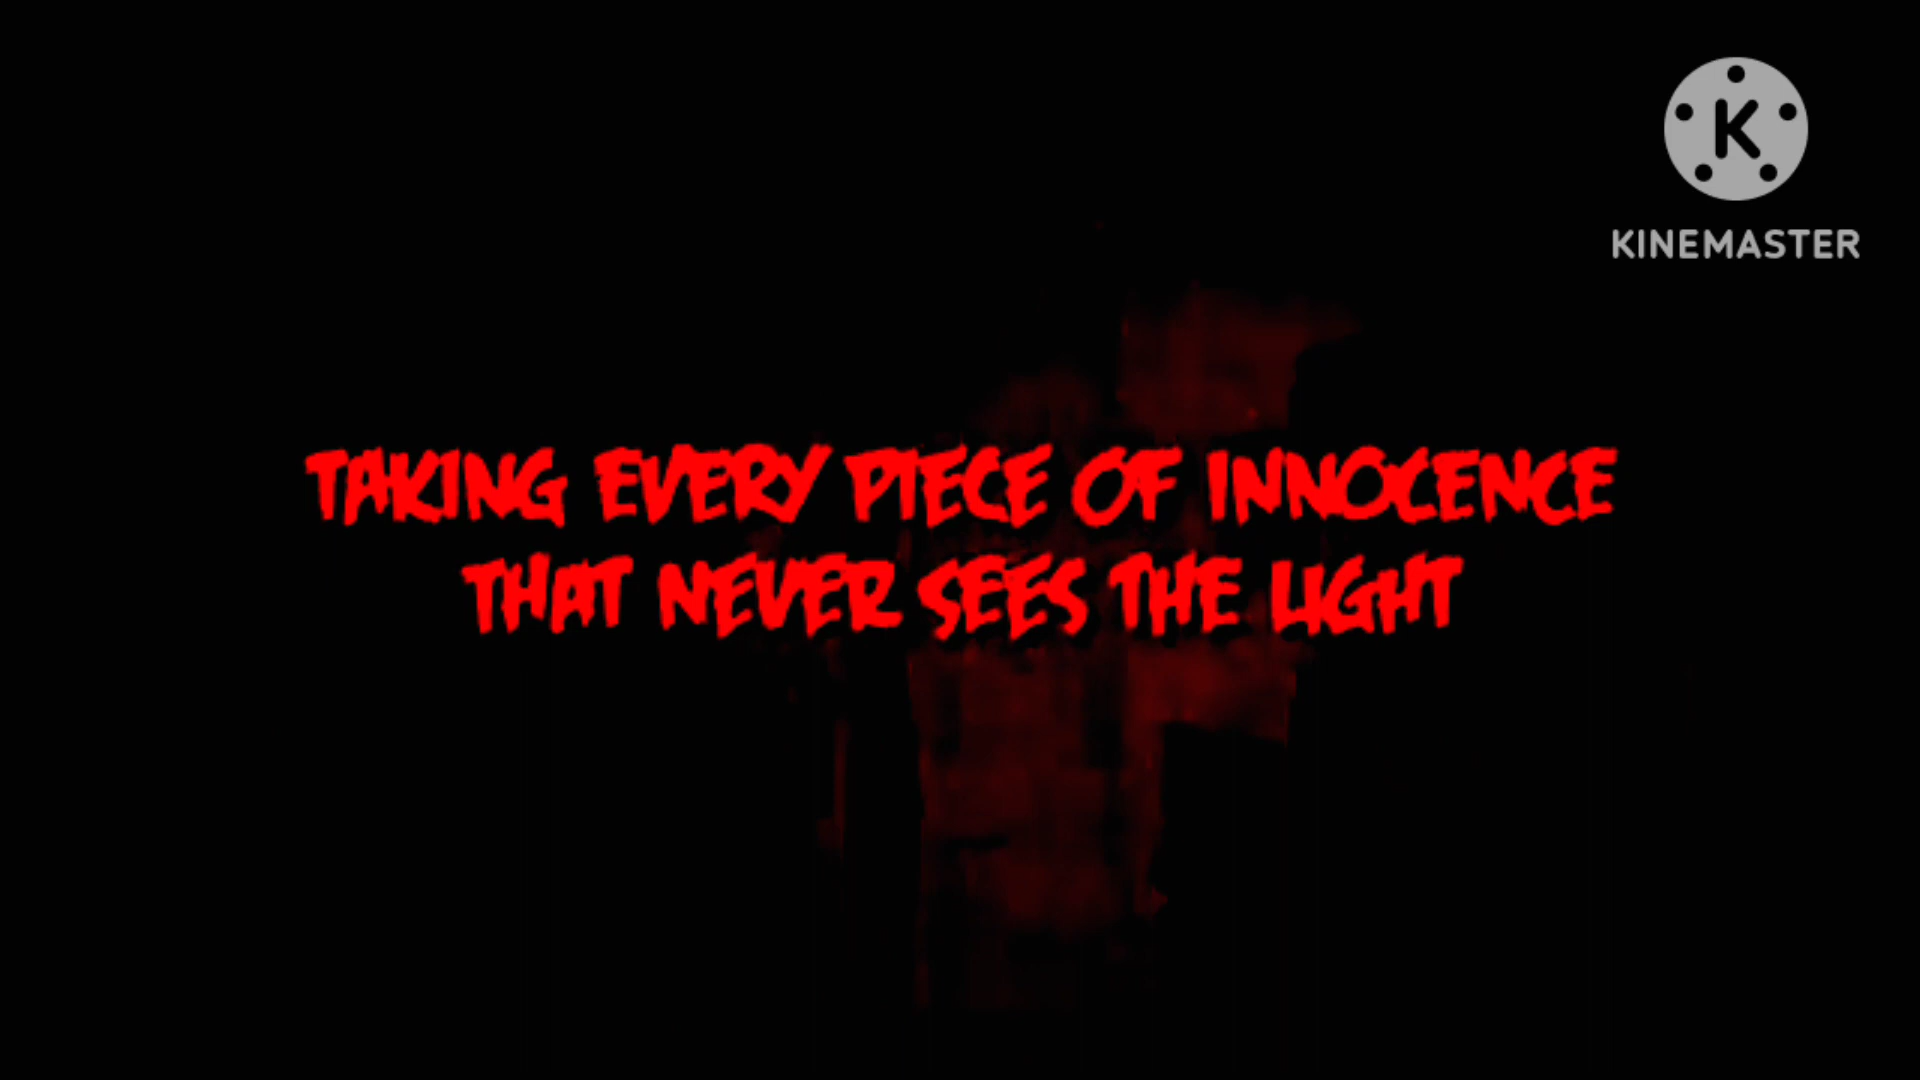 K
KINEMASTER
TAKING EVERY PIECE OF INNOCENCE
THAT NEVER SEES THE LIGHT